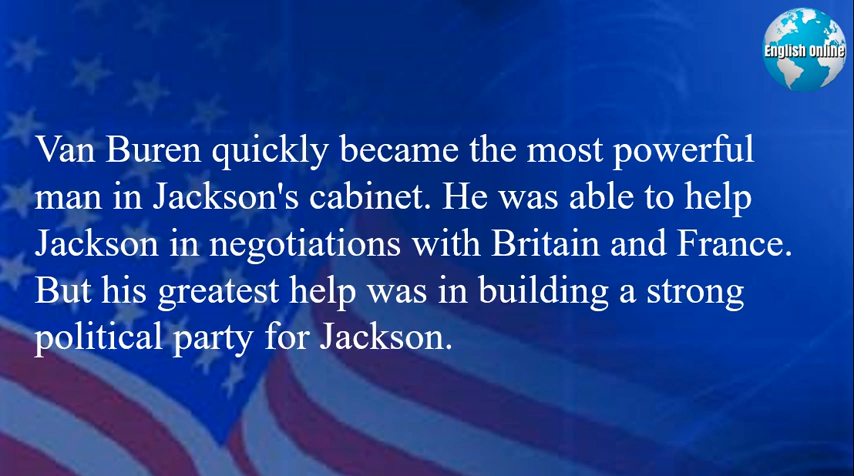 English Online
Van Buren quickly became the most powerful
man in Jackson's cabinet. He was able to help
Jackson in negotiations with Britain and France.
But his greatest help was in building a strong
political party for Jackson.